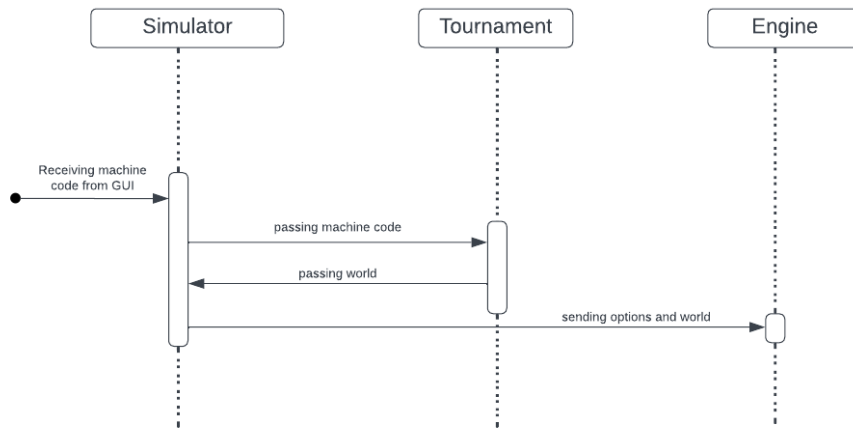 Simulator
Tournament
Engine
Receiving machine
code from GUI
passing machine code
passing world
sending options and world